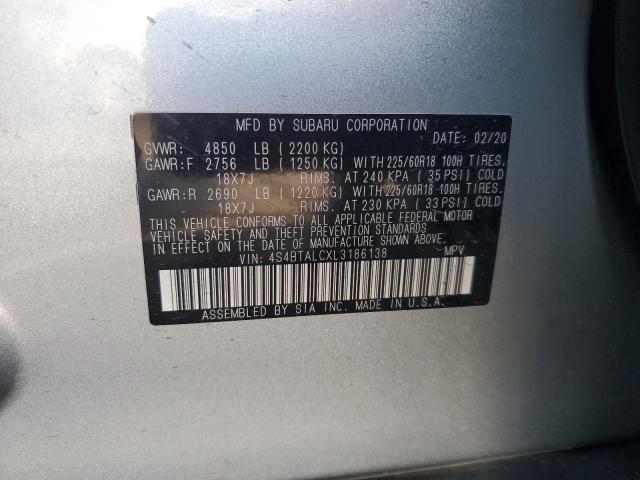 MFD BY SUBARU CORPORATION
DATE: 02/20
GVWR: 4850 LB (2200 KG)
GAWR:F 2756 LB (1250 KG) WITH 225/60R18 100H TIRES.
18X7J RIMS. AT 240 KPA (35 PSI) COLD
GAWR:R 2690 LB (1220 KG) WITH 225/60R18 100H TIRES.
18X7J RIMS. AT 230 KPA (33 PSI) COLD
THIS VEHICLE CONFORMS TO ALL APPLICABLE FEDERAL MOTOR
VEHICLE SAFETY AND THEFT PREVENTION STANDARDS
IN EFFECT ON THE DATE OF MANUFACTURE SHOWN ABOVE.
VIN: 4S4BTALCXL3186138 MPV
ASSEMBLED BY SIA INC. MADE IN U.S.A.